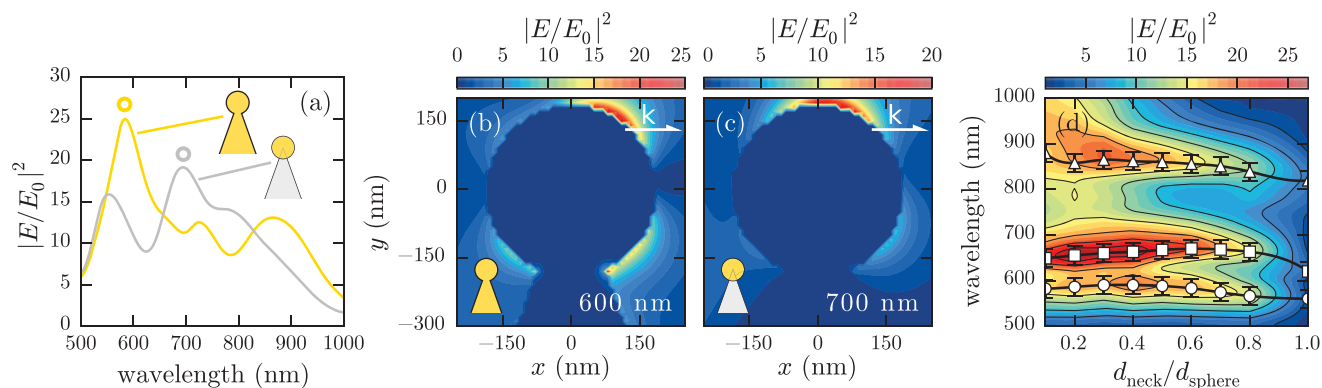 |E/E₀|²
|E/E₀|²
|E/E₀|²
0 5 10 15 20 25
0 5 10 15 20
0 5 10 15 20 25
30
25
20
15
10
5
0
|E/E₀|²
(a)
500 600 700 800 900 1000
wavelength (nm)
150
0
−150
−300
y (nm)
(b)
k
600 nm
−150 0 150
x (nm)
(c)
k
700 nm
−150 0 150
x (nm)
1000
900
800
700
600
500
wavelength (nm)
(d)
0.2 0.4 0.6 0.8 1.0
d_neck/d_sphere